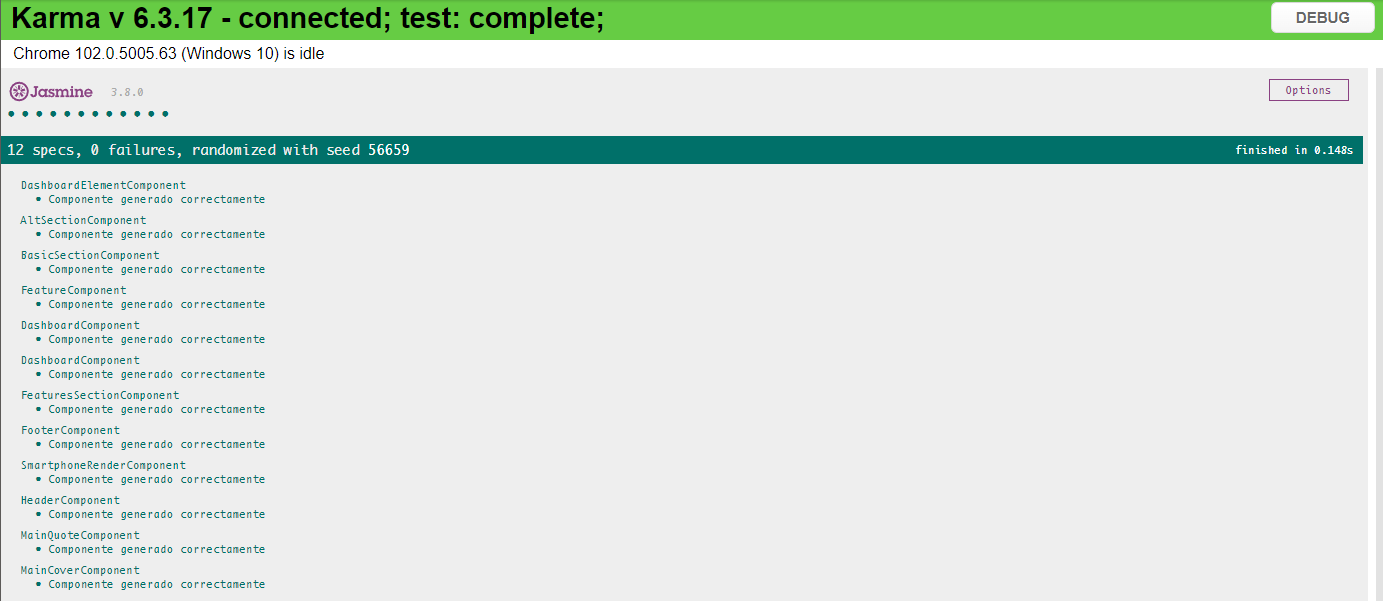 Karma v 6.3.17 - connected; test: complete;
DEBUG
Chrome 102.0.5005.63 (Windows 10) is idle
Jasmine 3.8.0
Options
• • • • • • • • • • • •
12 specs, 0 failures, randomized with seed 56659
finished in 0.148s
DashboardElementComponent
• Componente generado correctamente
AltSectionComponent
• Componente generado correctamente
BasicSectionComponent
• Componente generado correctamente
FeatureComponent
• Componente generado correctamente
DashboardComponent
• Componente generado correctamente
DashboardComponent
• Componente generado correctamente
FeaturesSectionComponent
• Componente generado correctamente
FooterComponent
• Componente generado correctamente
SmartphoneRenderComponent
• Componente generado correctamente
HeaderComponent
• Componente generado correctamente
MainQuoteComponent
• Componente generado correctamente
MainCoverComponent
• Componente generado correctamente